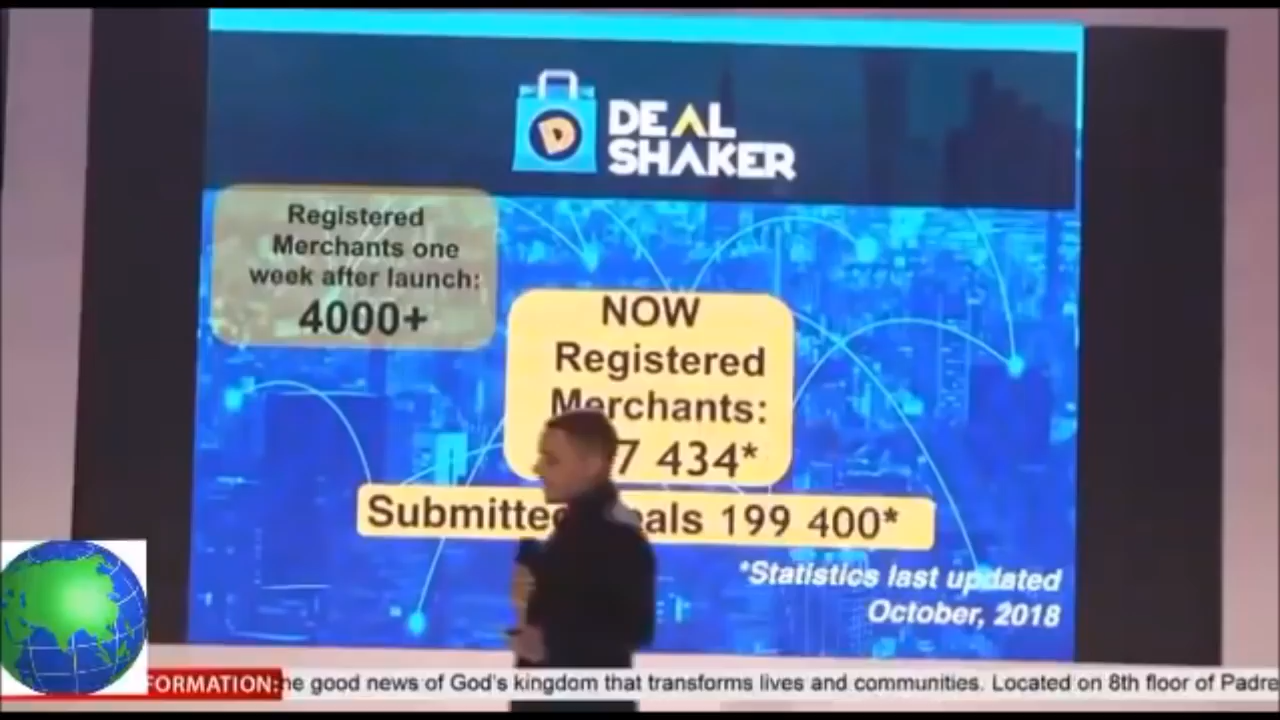 DEAL
SHAKER
Registered
Merchants one
week after launch:
4000+
NOW
Registered
Merchants:
7 434*
Submitted eals 199 400*
*Statistics last updated
October, 2018
FORMATION: he good news of God's kingdom that transforms lives and communities. Located on 8th floor of Padre